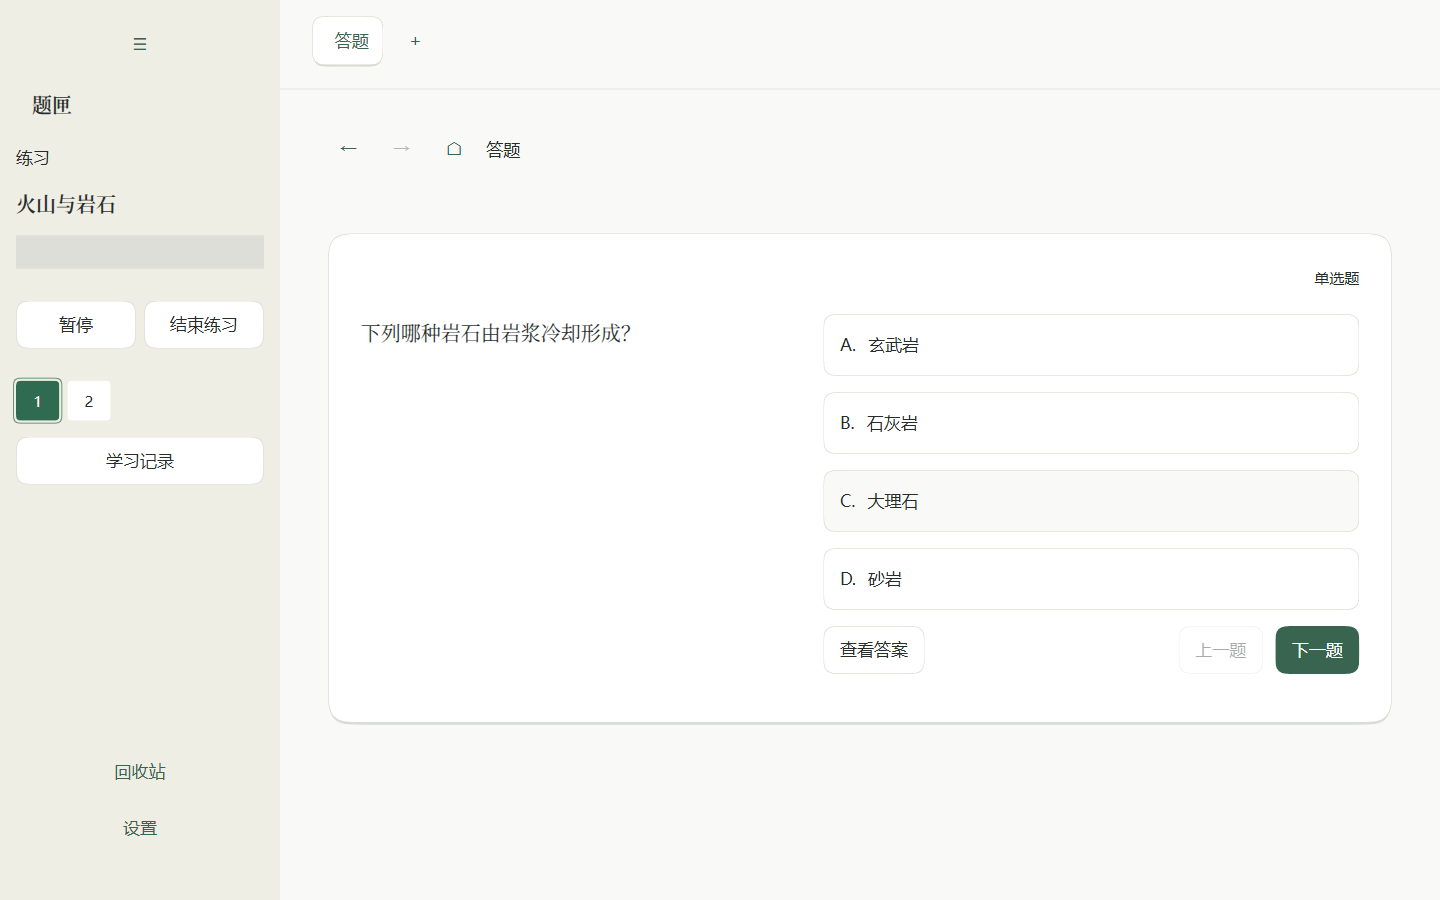 答题
+
题匣
练习
火山与岩石
暂停
结束练习
1
2
学习记录
回收站
设置
← → 答题
单选题
下列哪种岩石由岩浆冷却形成？
A. 玄武岩
B. 石灰岩
C. 大理石
D. 砂岩
查看答案
上一题
下一题